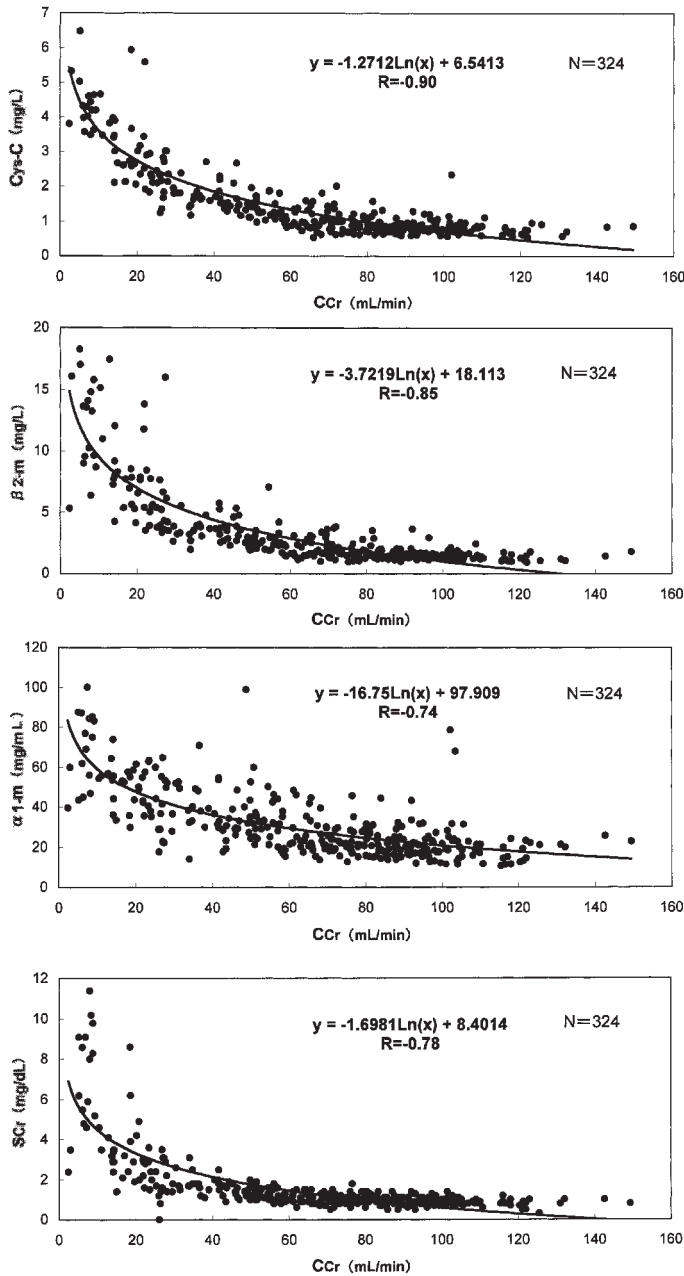 7
6
5
4
3
2
1
0
Cys-C (mg/L)
y = -1.2712Ln(x) + 6.5413
R=-0.90
N=324
0 20 40 60 80 100 120 140 160
CCr (mL/min)
20
15
10
5
0
β2-m (mg/L)
y = -3.7219Ln(x) + 18.113
R=-0.85
N=324
0 20 40 60 80 100 120 140 160
CCr (mL/min)
120
100
80
60
40
20
0
α1-m (mg/mL)
y = -16.75Ln(x) + 97.909
R=-0.74
N=324
0 20 40 60 80 100 120 140 160
CCr (mL/min)
12
10
8
6
4
2
0
SCr (mg/dL)
y = -1.6981Ln(x) + 8.4014
R=-0.78
N=324
0 20 40 60 80 100 120 140 160
CCr (mL/min)